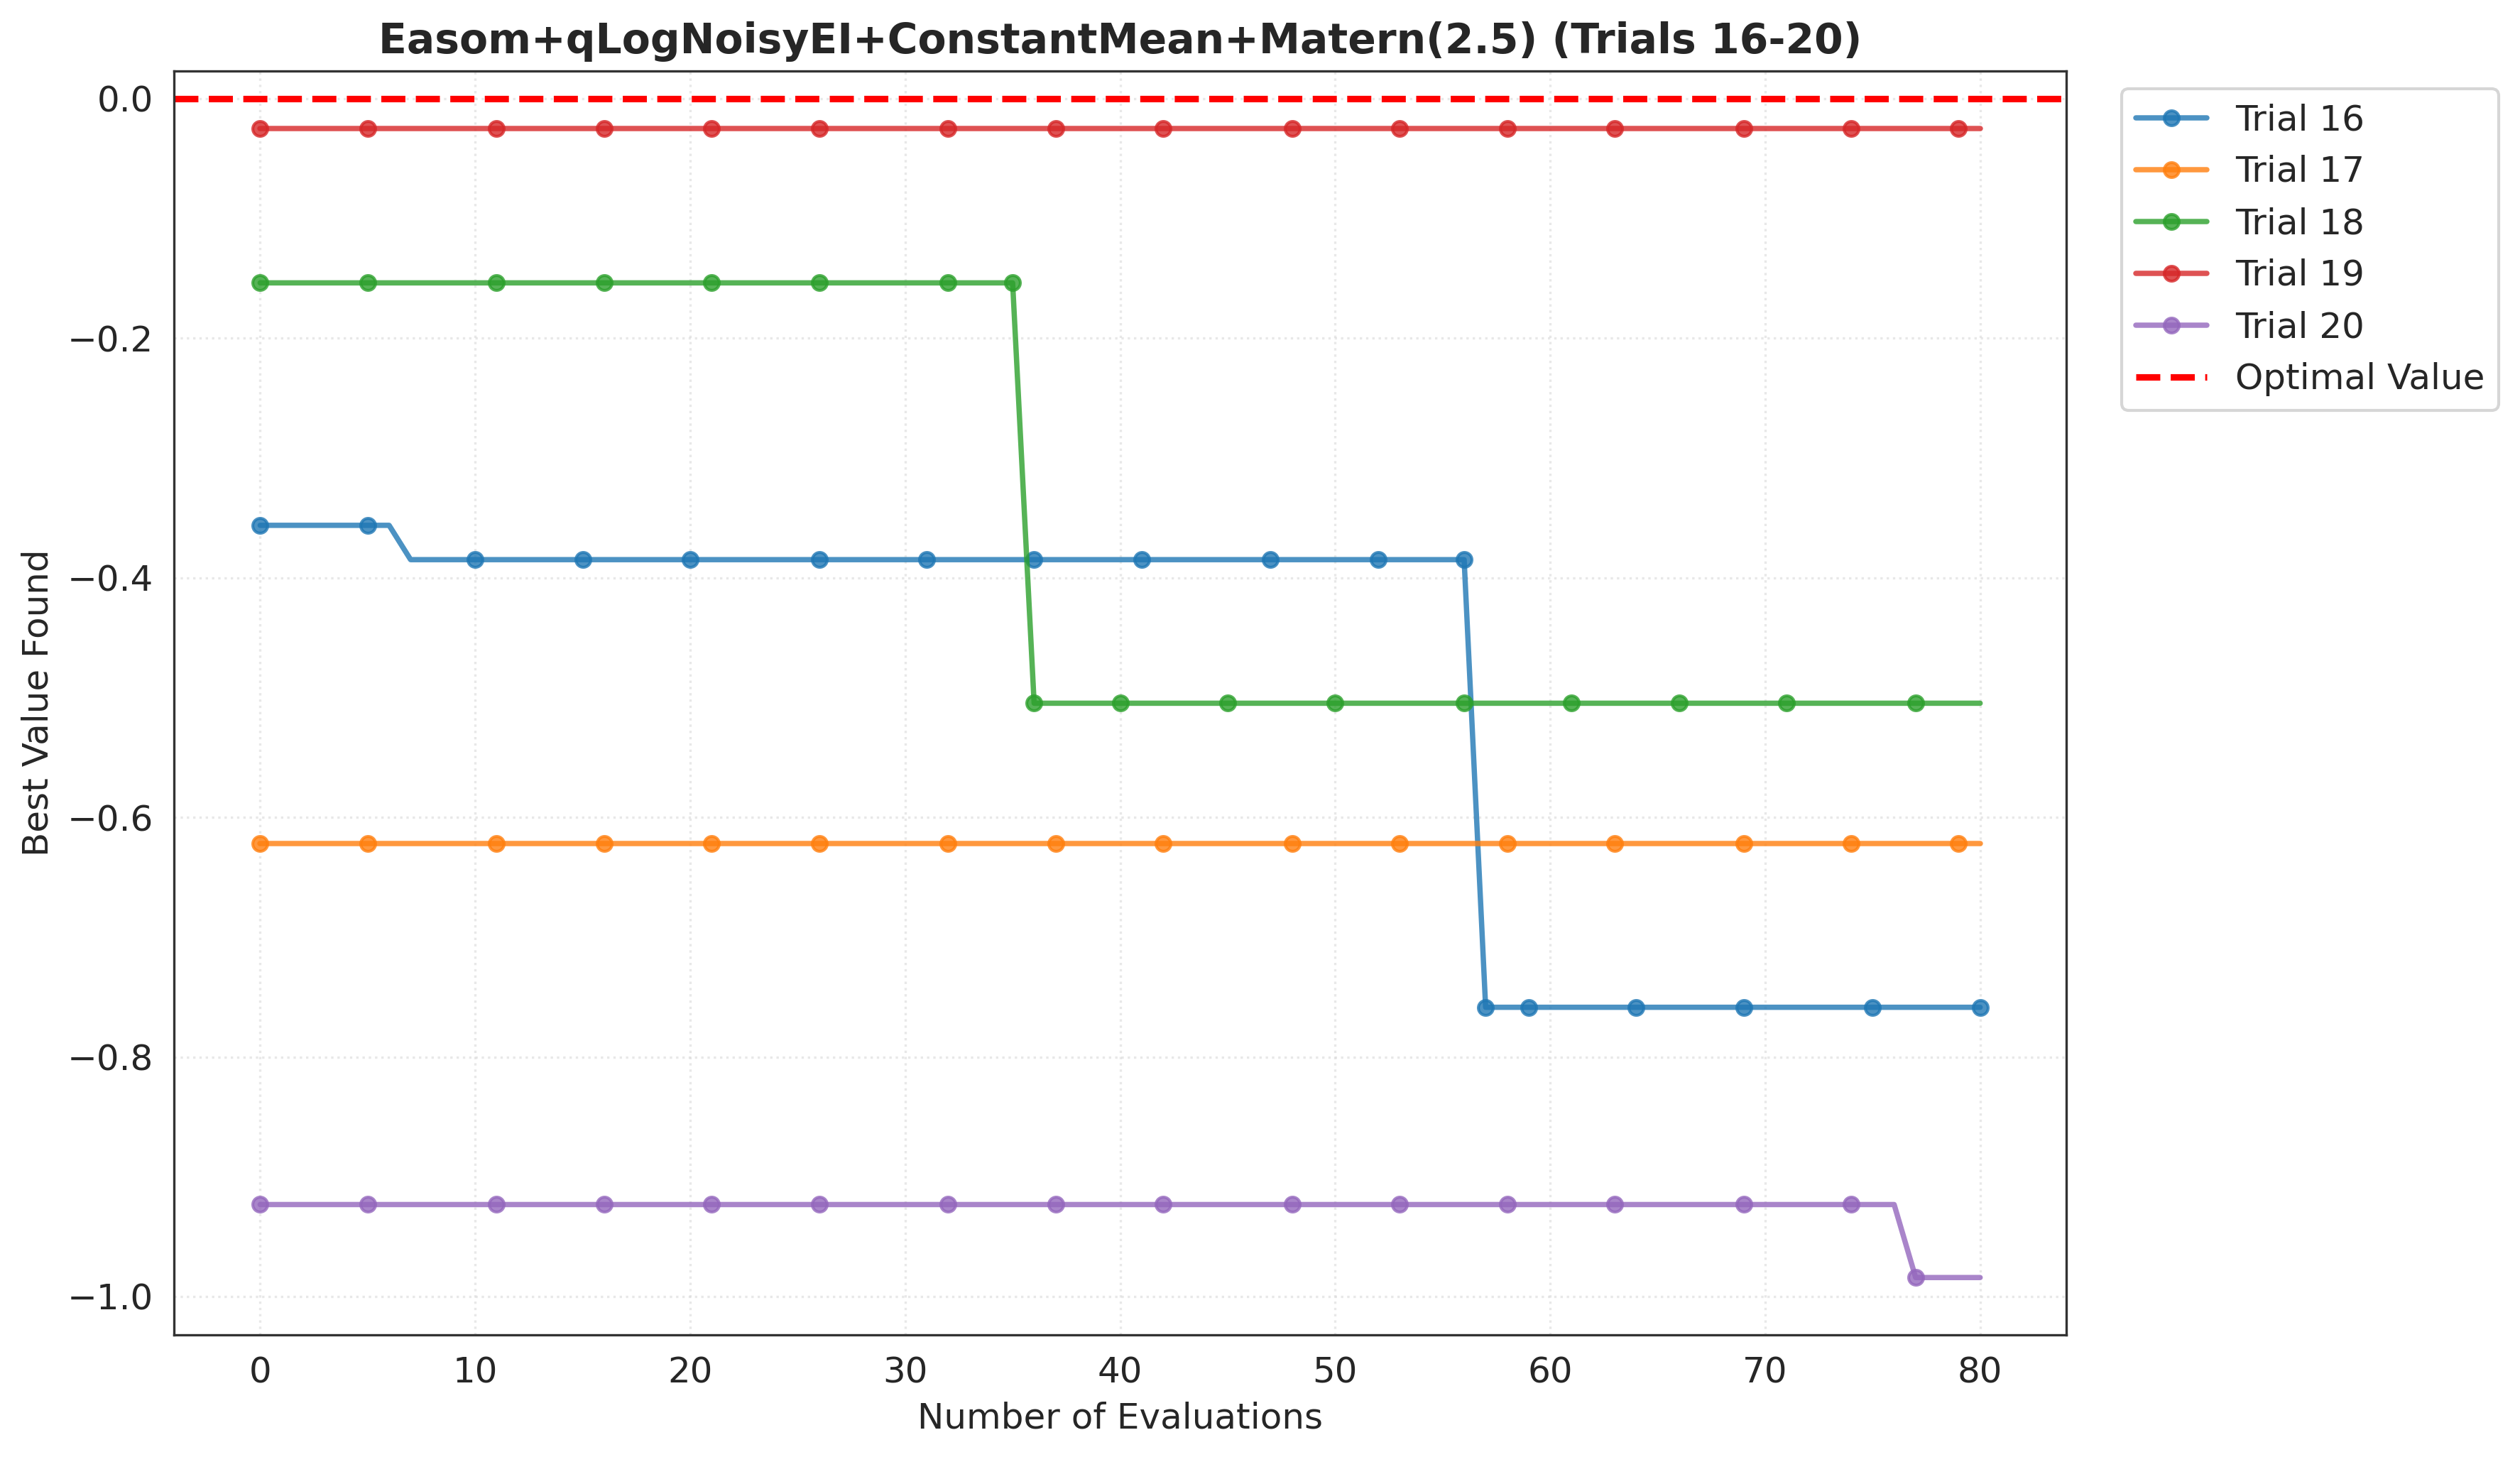 Easom+qLogNoisyEI+ConstantMean+Matern(2.5) (Trials 16-20)
0.0
−0.2
−0.4
−0.6
−0.8
−1.0
Best Value Found
0 10 20 30 40 50 60 70 80
Number of Evaluations
Trial 16
Trial 17
Trial 18
Trial 19
Trial 20
Optimal Value